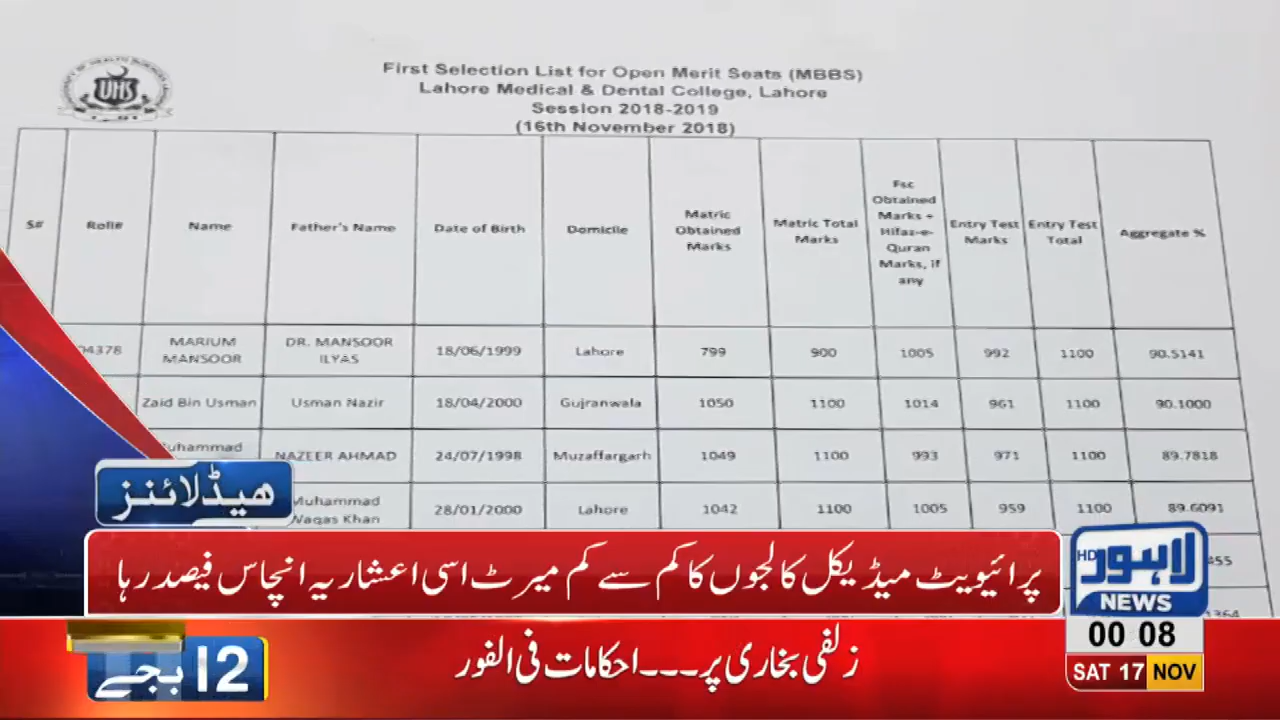 UHS
First Selection List for Open Merit Seats (MBBS)
Lahore Medical & Dental College, Lahore
Session 2018-2019
(16th November 2018)
S# Roll# Name Father's Name Date of Birth Domicile Matric Obtained Marks Matric Total Marks Fsc Obtained Marks + Hifaz-e-Quran Marks, if any Entry Test Marks Entry Test Total Aggregate %
04378 MARIUM MANSOOR DR. MANSOOR ILYAS 18/06/1999 Lahore 799 900 1005 992 1100 90.5141
Zaid Bin Usman Usman Nazir 18/04/2000 Gujranwala 1050 1100 1014 961 1100 90.1000
NAZEER AHMAD 24/07/1998 Muzaffargarh 1049 1100 993 971 1100 89.7818
Muhammad Waqas Khan 28/01/2000 Lahore 1042 1100 1005 959 1100 89.6091
ھیڈلائنز
پرائیویٹ میڈیکل کالجوں کا کم سے کم میرٹ اسی اعشاریہ انچاس فیصد رہا
HD لاہور
NEWS
00 08
SAT 17 NOV
زلفی بخاری پر۔۔۔احکامات فی الفور
12 بجے